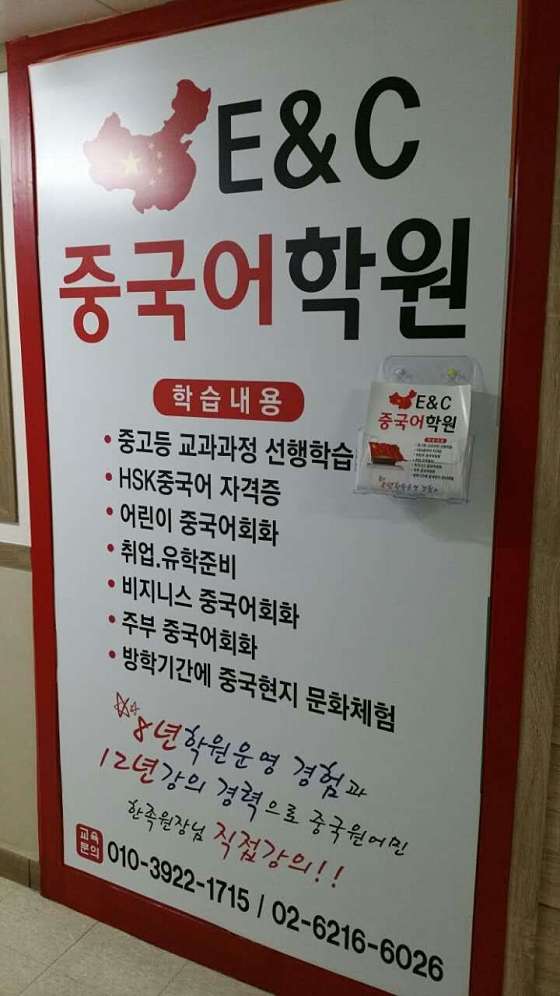 E&C
중국어학원
학습내용
• 중고등 교과과정 선행학습
• HSK중국어 자격증
• 어린이 중국어회화
• 취업.유학준비
• 비지니스 중국어회화
• 주부 중국어회화
• 방학기간에 중국현지 문화체험
8년학원운영 경험과
12년강의 경력으로 중국원어민
한족원장님 직접강의!!
교육
문의
010-3922-1715 / 02-6216-6026
E&C
중국어학원
학습내용